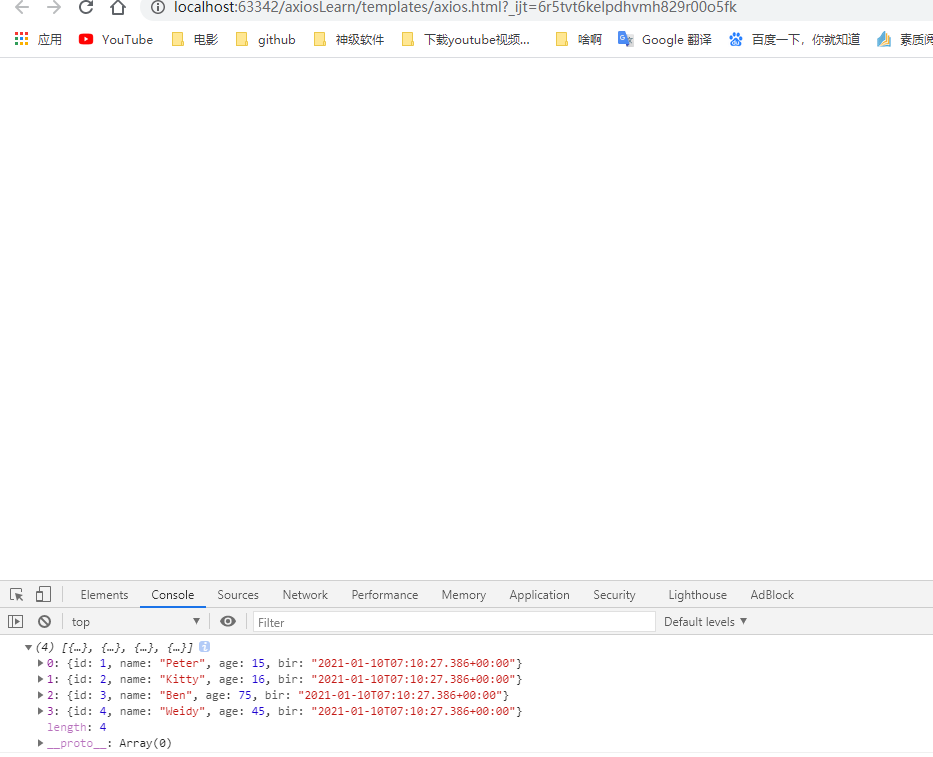 localhost:63342/axiosLearn/templates/axios.html?_ijt=6r5tvt6kelpdhvmh829r00o5fk
应用 YouTube 电影 github 神级软件 下载youtube视频... 啥啊 Google 翻译 百度一下，你就知道 素质阅
Elements Console Sources Network Performance Memory Application Security Lighthouse AdBlock
top Filter Default levels
(4) [{…}, {…}, {…}, {…}]
0: {id: 1, name: "Peter", age: 15, bir: "2021-01-10T07:10:27.386+00:00"}
1: {id: 2, name: "Kitty", age: 16, bir: "2021-01-10T07:10:27.386+00:00"}
2: {id: 3, name: "Ben", age: 75, bir: "2021-01-10T07:10:27.386+00:00"}
3: {id: 4, name: "Weidy", age: 45, bir: "2021-01-10T07:10:27.386+00:00"}
length: 4
__proto__: Array(0)